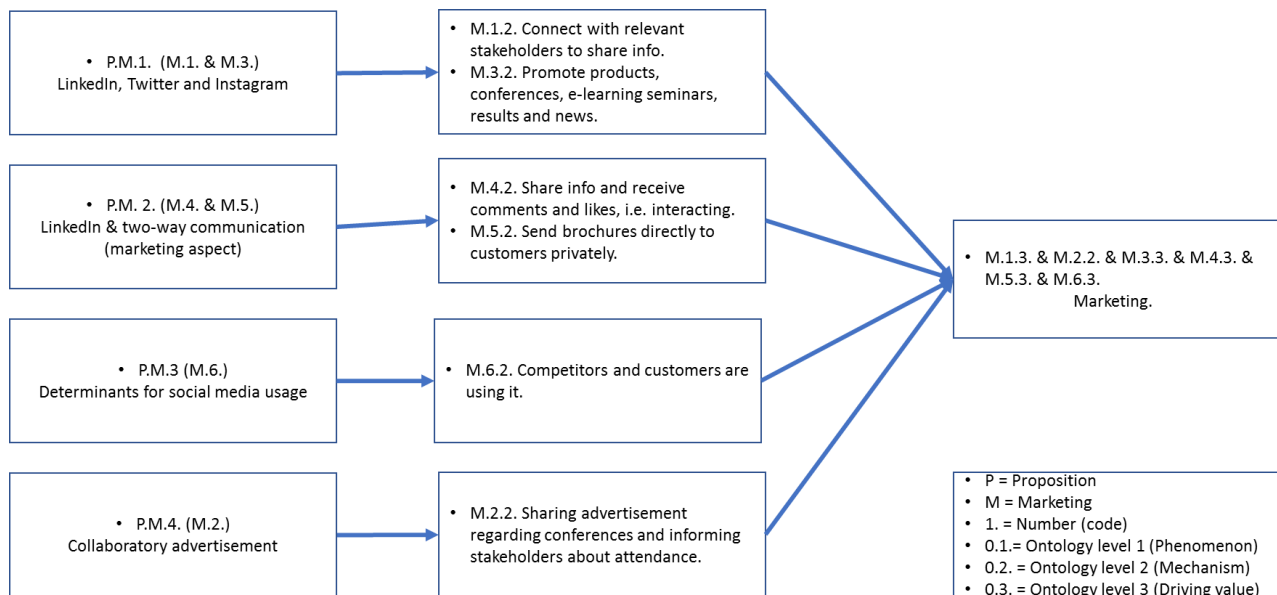 • P.M.1. (M.1. & M.3.)
LinkedIn, Twitter and Instagram
• M.1.2. Connect with relevant
stakeholders to share info.
• M.3.2. Promote products,
conferences, e-learning seminars,
results and news.
• P.M. 2. (M.4. & M.5.)
LinkedIn & two-way communication
(marketing aspect)
• M.4.2. Share info and receive
comments and likes, i.e. interacting.
• M.5.2. Send brochures directly to
customers privately.
• P.M.3 (M.6.)
Determinants for social media usage
• M.6.2. Competitors and customers are
using it.
• P.M.4. (M.2.)
Collaboratory advertisement
• M.2.2. Sharing advertisement
regarding conferences and informing
stakeholders about attendance.
• M.1.3. & M.2.2. & M.3.3. & M.4.3. &
M.5.3. & M.6.3.
Marketing.
• P = Proposition
• M = Marketing
• 1. = Number (code)
• 0.1.= Ontology level 1 (Phenomenon)
• 0.2. = Ontology level 2 (Mechanism)
• 0.3. = Ontology level 3 (Driving value)